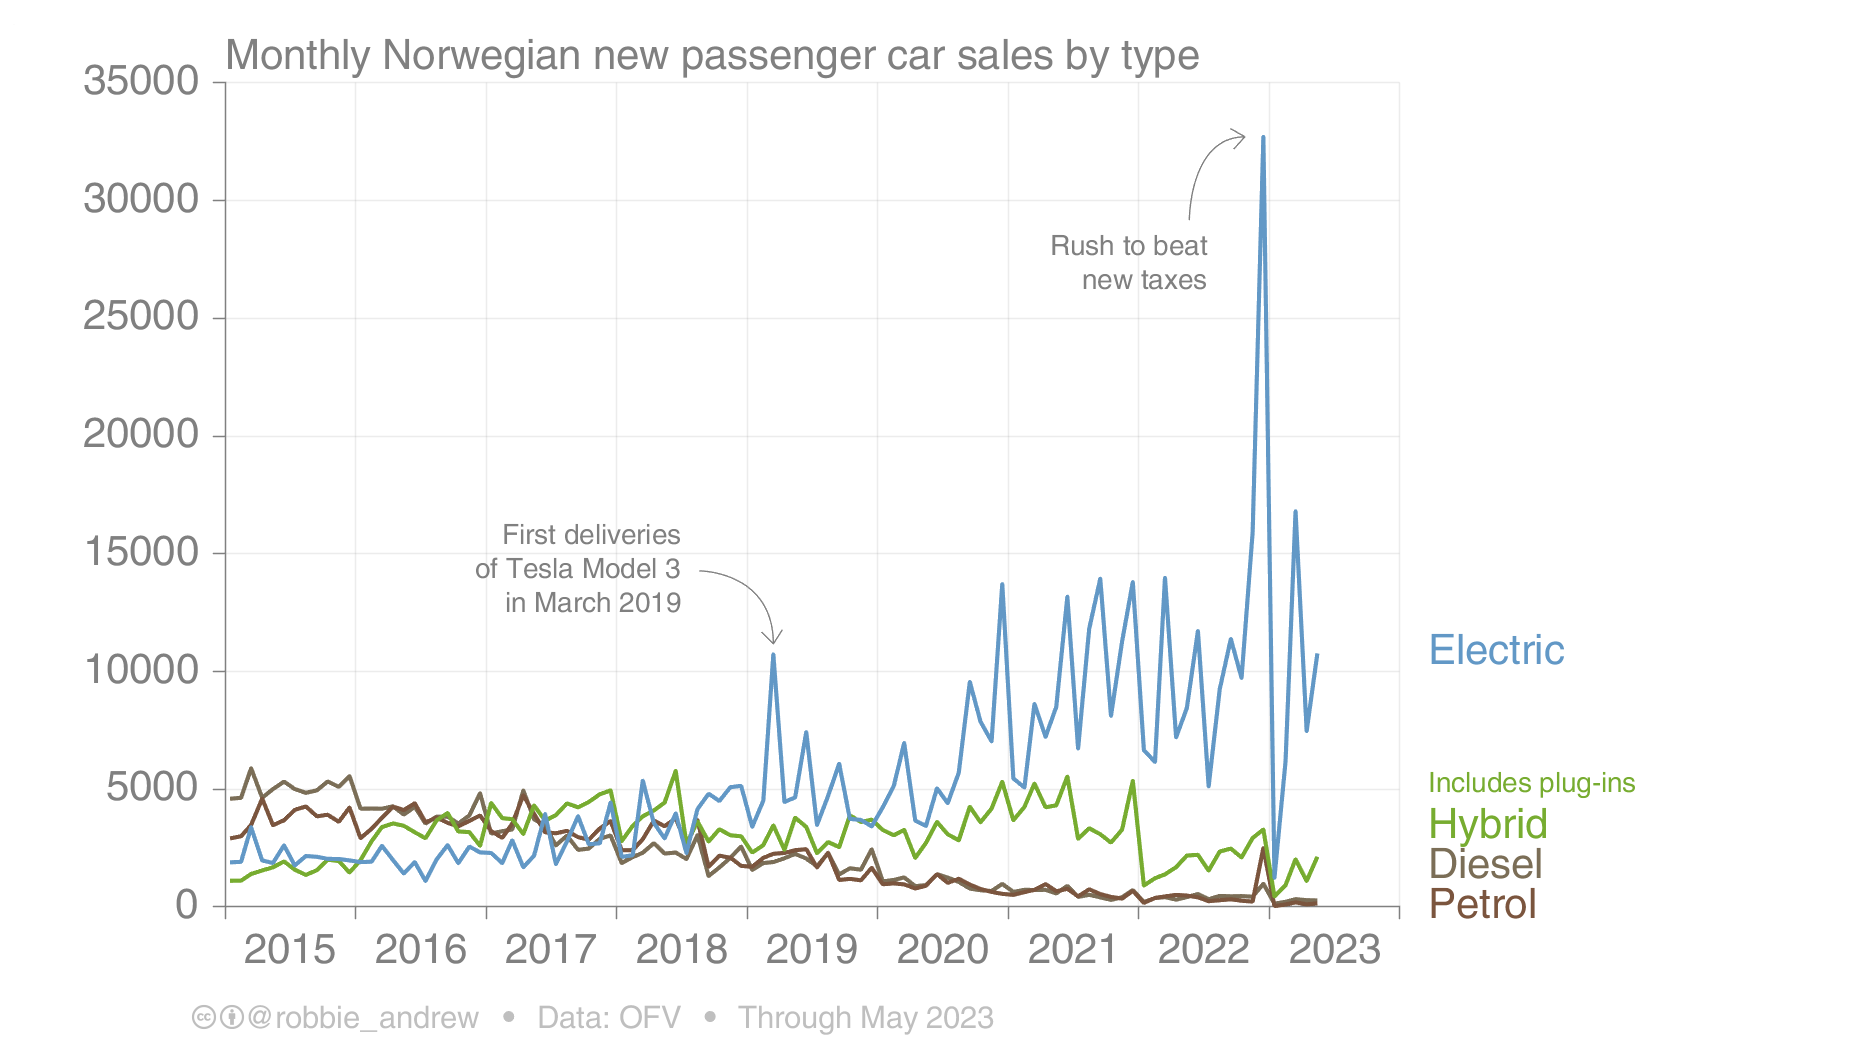 Monthly Norwegian new passenger car sales by type
35000
30000
25000
20000
15000
10000
5000
0
Rush to beat
new taxes
First deliveries
of Tesla Model 3
in March 2019
Electric
Includes plug-ins
Hybrid
Diesel
Petrol
2015 2016 2017 2018 2019 2020 2021 2022 2023
cc @robbie_andrew • Data: OFV • Through May 2023